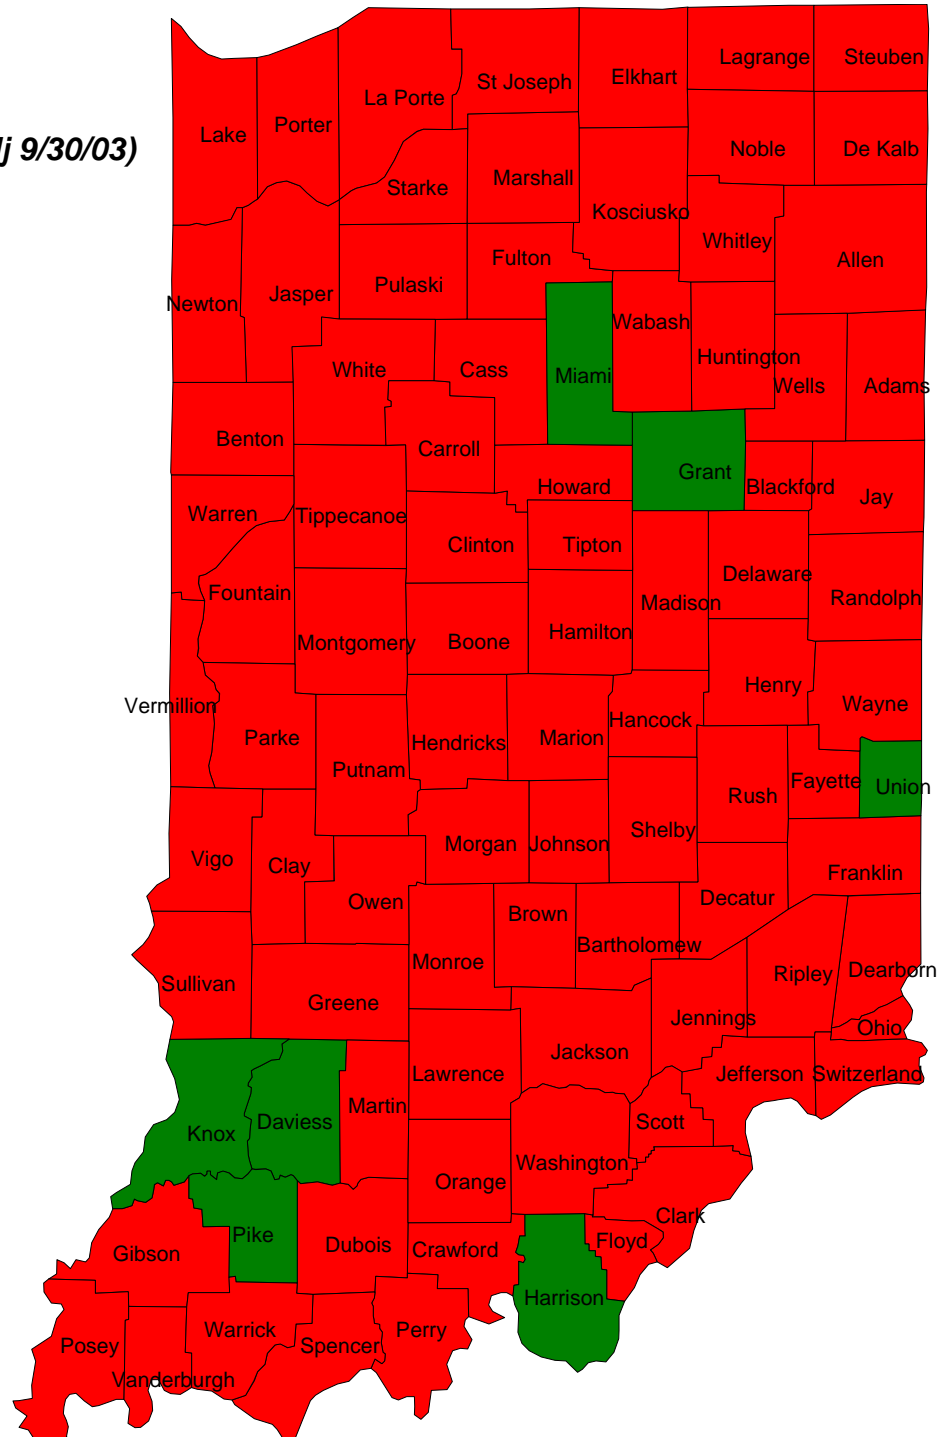 Lagrange
Steuben
Elkhart
St Joseph
La Porte
Porter
Lake
j 9/30/03)
Noble
De Kalb
Marshall
Starke
Kosciusko
Whitley
Fulton
Allen
Pulaski
Jasper
Newton
Wabash
Huntington
White
Cass
Miami
Wells
Adams
Benton
Carroll
Grant
Howard
Blackford
Jay
Warren
Tippecanoe
Clinton
Tipton
Delaware
Fountain
Madison
Randolph
Montgomery
Boone
Hamilton
Henry
Vermillion
Wayne
Hancock
Parke
Hendricks
Marion
Putnam
Fayette
Union
Rush
Shelby
Morgan
Johnson
Vigo
Clay
Franklin
Owen
Decatur
Brown
Bartholomew
Monroe
Ripley
Dearborn
Sullivan
Greene
Jennings
Ohio
Jackson
Lawrence
Jefferson
Switzerland
Martin
Daviess
Scott
Knox
Washington
Orange
Clark
Pike
Floyd
Dubois
Crawford
Gibson
Harrison
Warrick
Perry
Posey
Spencer
Vanderburgh